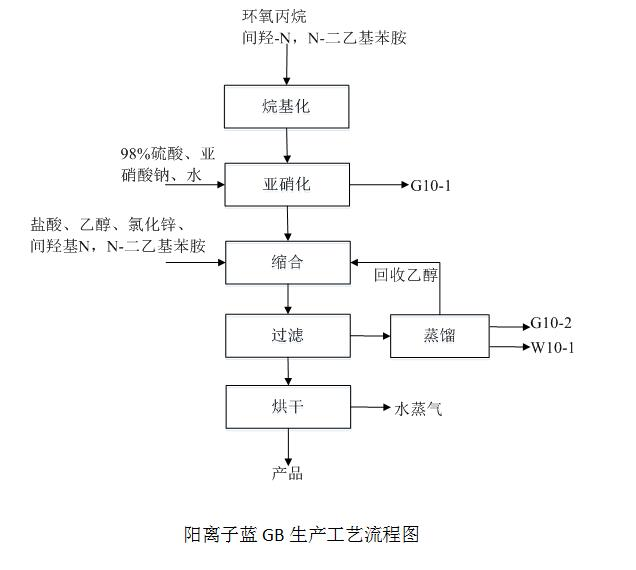 环氧丙烷
间羟-N，N-二乙基苯胺
烷基化
98%硫酸、亚
硝酸钠、水
亚硝化
G10-1
盐酸、乙醇、氯化锌、
间羟基N，N-二乙基苯胺
缩合
回收乙醇
过滤
蒸馏
G10-2
W10-1
烘干
水蒸气
产品
阳离子蓝 GB 生产工艺流程图